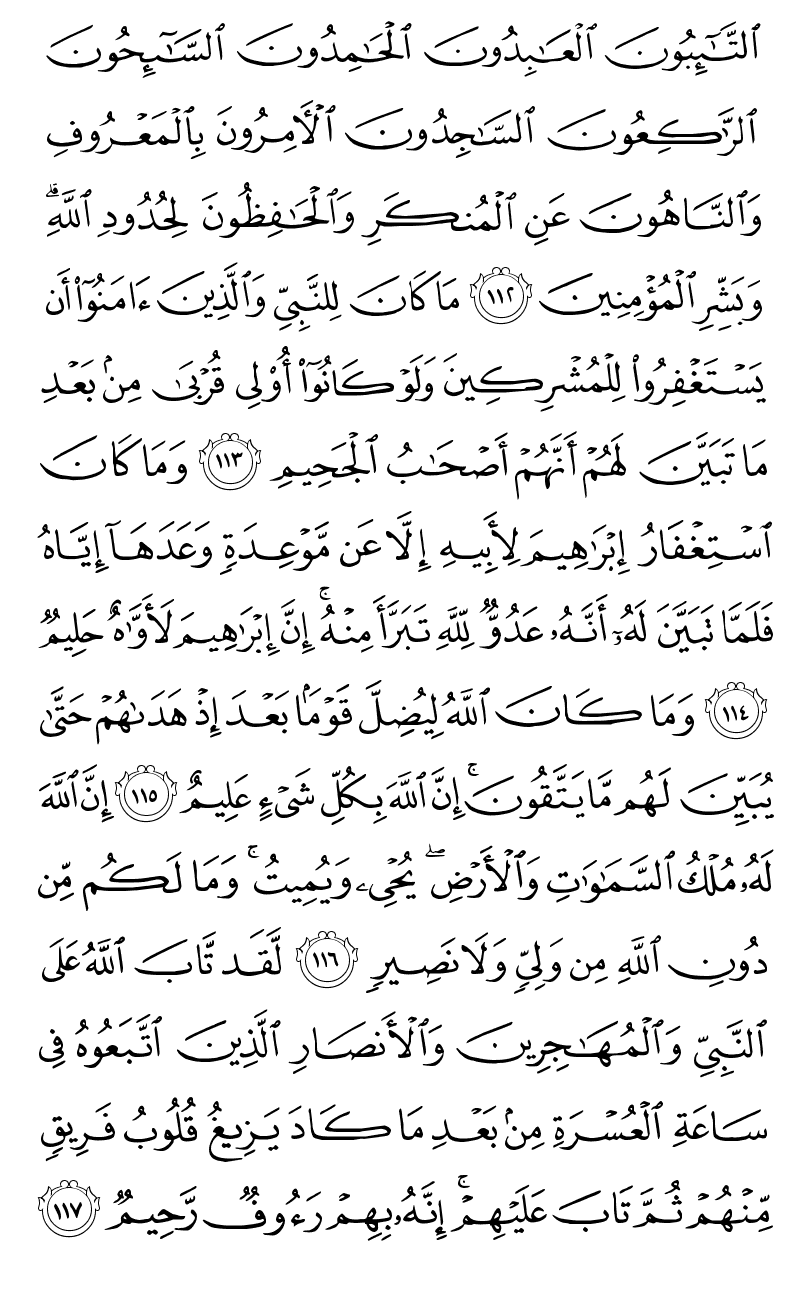 ٱلتَّـٰٓئِبُونَ ٱلْعَـٰبِدُونَ ٱلْحَـٰمِدُونَ ٱلسَّـٰٓئِحُونَ
ٱلرَّٰكِعُونَ ٱلسَّـٰجِدُونَ ٱلْـَٔامِرُونَ بِٱلْمَعْرُوفِ
وَٱلنَّاهُونَ عَنِ ٱلْمُنكَرِ وَٱلْحَـٰفِظُونَ لِحُدُودِ ٱللَّهِ ۗ
وَبَشِّرِ ٱلْمُؤْمِنِينَ ١١٢ مَا كَانَ لِلنَّبِىِّ وَٱلَّذِينَ ءَامَنُوٓا۟ أَن
يَسْتَغْفِرُوا۟ لِلْمُشْرِكِينَ وَلَوْ كَانُوٓا۟ أُو۟لِى قُرْبَىٰ مِنۢ بَعْدِ
مَا تَبَيَّنَ لَهُمْ أَنَّهُمْ أَصْحَـٰبُ ٱلْجَحِيمِ ١١٣ وَمَا كَانَ
ٱسْتِغْفَارُ إِبْرَٰهِيمَ لِأَبِيهِ إِلَّا عَن مَّوْعِدَةٍ وَعَدَهَآ إِيَّاهُ
فَلَمَّا تَبَيَّنَ لَهُۥٓ أَنَّهُۥ عَدُوٌّ لِّلَّهِ تَبَرَّأَ مِنْهُ ۚ إِنَّ إِبْرَٰهِيمَ لَأَوَّٰهٌ حَلِيمٌ
١١٤ وَمَا كَانَ ٱللَّهُ لِيُضِلَّ قَوْمًۢا بَعْدَ إِذْ هَدَىٰهُمْ حَتَّىٰ
يُبَيِّنَ لَهُم مَّا يَتَّقُونَ ۚ إِنَّ ٱللَّهَ بِكُلِّ شَىْءٍ عَلِيمٌ ١١٥ إِنَّ ٱللَّهَ
لَهُۥ مُلْكُ ٱلسَّمَـٰوَٰتِ وَٱلْأَرْضِ ۖ يُحْىِۦ وَيُمِيتُ ۚ وَمَا لَكُم مِّن
دُونِ ٱللَّهِ مِن وَلِىٍّ وَلَا نَصِيرٍ ١١٦ لَّقَد تَّابَ ٱللَّهُ عَلَى
ٱلنَّبِىِّ وَٱلْمُهَـٰجِرِينَ وَٱلْأَنصَارِ ٱلَّذِينَ ٱتَّبَعُوهُ فِى
سَاعَةِ ٱلْعُسْرَةِ مِنۢ بَعْدِ مَا كَادَ يَزِيغُ قُلُوبُ فَرِيقٍ
مِّنْهُمْ ثُمَّ تَابَ عَلَيْهِمْ ۚ إِنَّهُۥ بِهِمْ رَءُوفٌ رَّحِيمٌ ١١٧